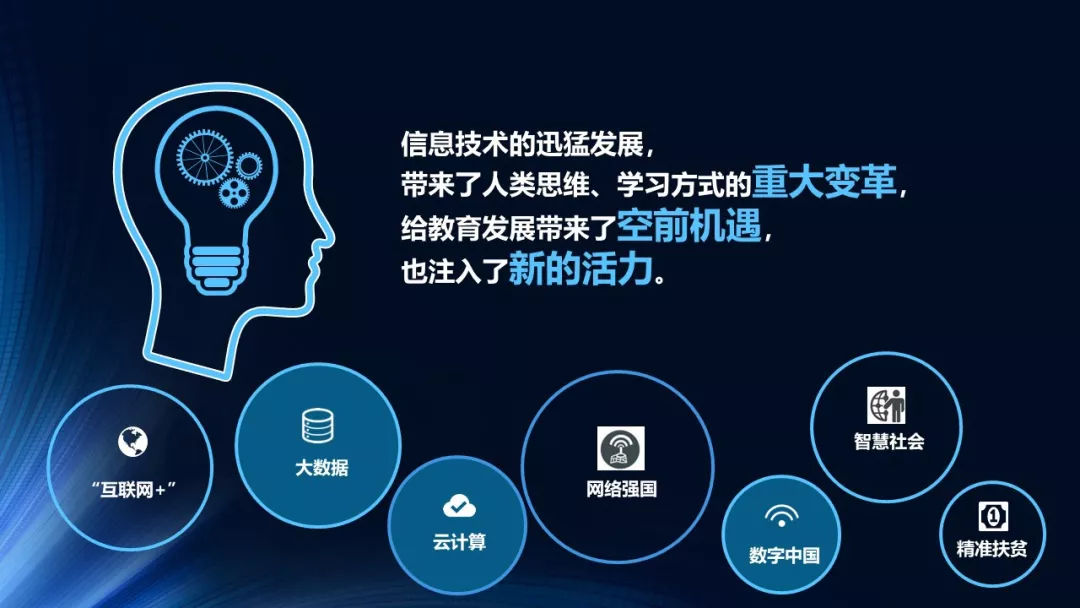 信息技术的迅猛发展，
带来了人类思维、学习方式的重大变革，
给教育发展带来了空前机遇，
也注入了新的活力。
“互联网+”
大数据
云计算
网络强国
数字中国
智慧社会
精准扶贫
1